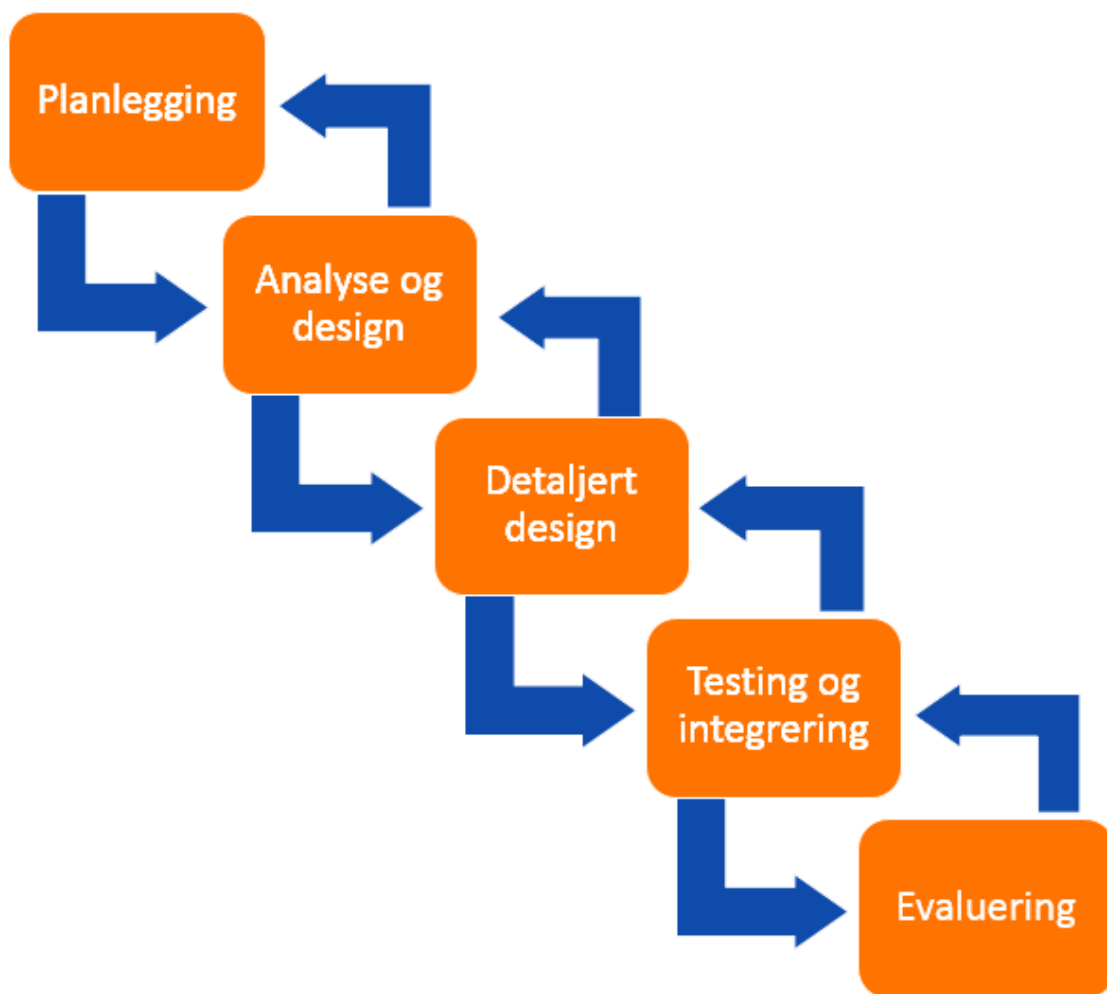 Planlegging
Analyse og
design
Detaljert
design
Testing og
integrering
Evaluering